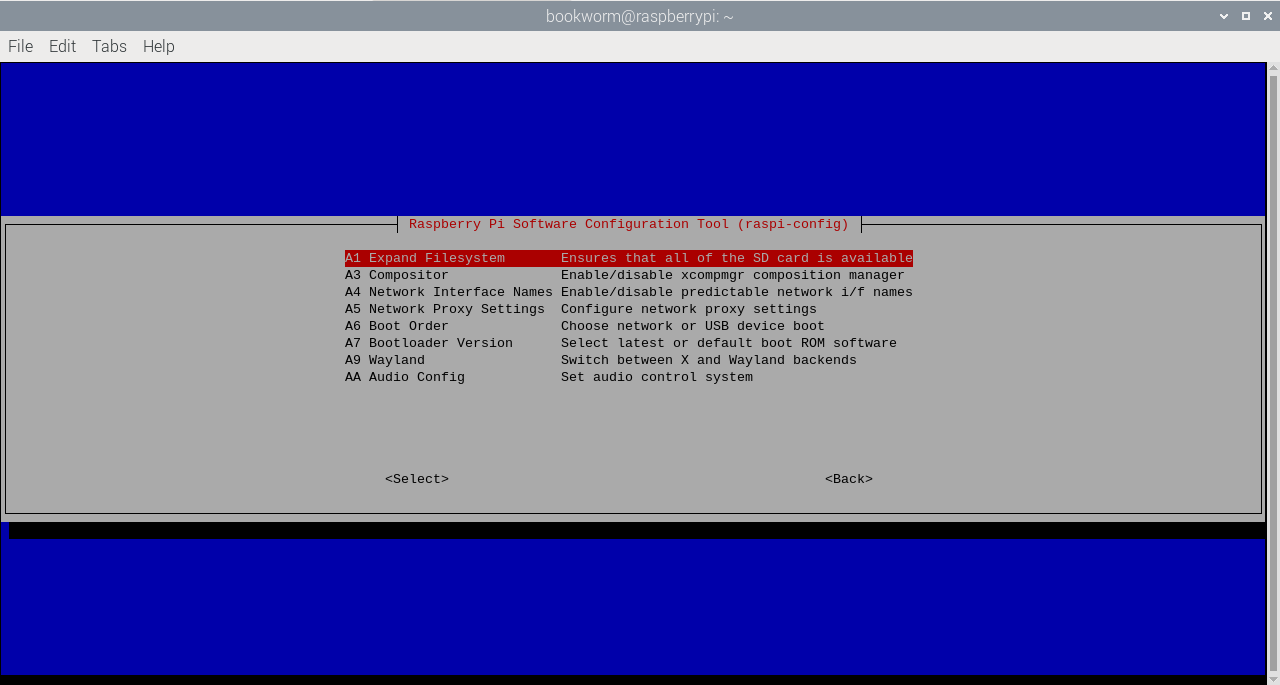 bookworm@raspberrypi: ~
File Edit Tabs Help
Raspberry Pi Software Configuration Tool (raspi-config)
A1 Expand Filesystem       Ensures that all of the SD card is available
A3 Compositor              Enable/disable xcompmgr composition manager
A4 Network Interface Names Enable/disable predictable network i/f names
A5 Network Proxy Settings  Configure network proxy settings
A6 Boot Order              Choose network or USB device boot
A7 Bootloader Version      Select latest or default boot ROM software
A9 Wayland                 Switch between X and Wayland backends
AA Audio Config            Set audio control system
<Select> <Back>